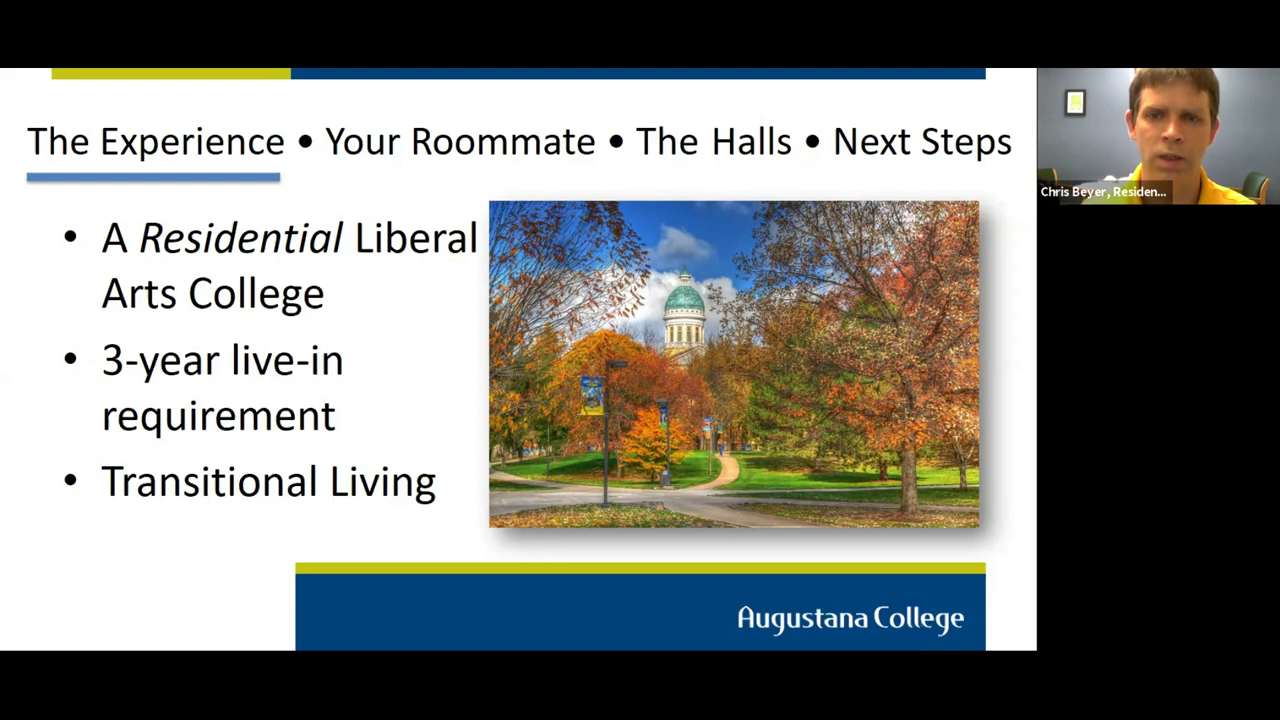 The Experience • Your Roommate • The Halls • Next Steps
Chris Beyer, Residen...
• A Residential Liberal
Arts College
• 3-year live-in
requirement
• Transitional Living
Augustana College